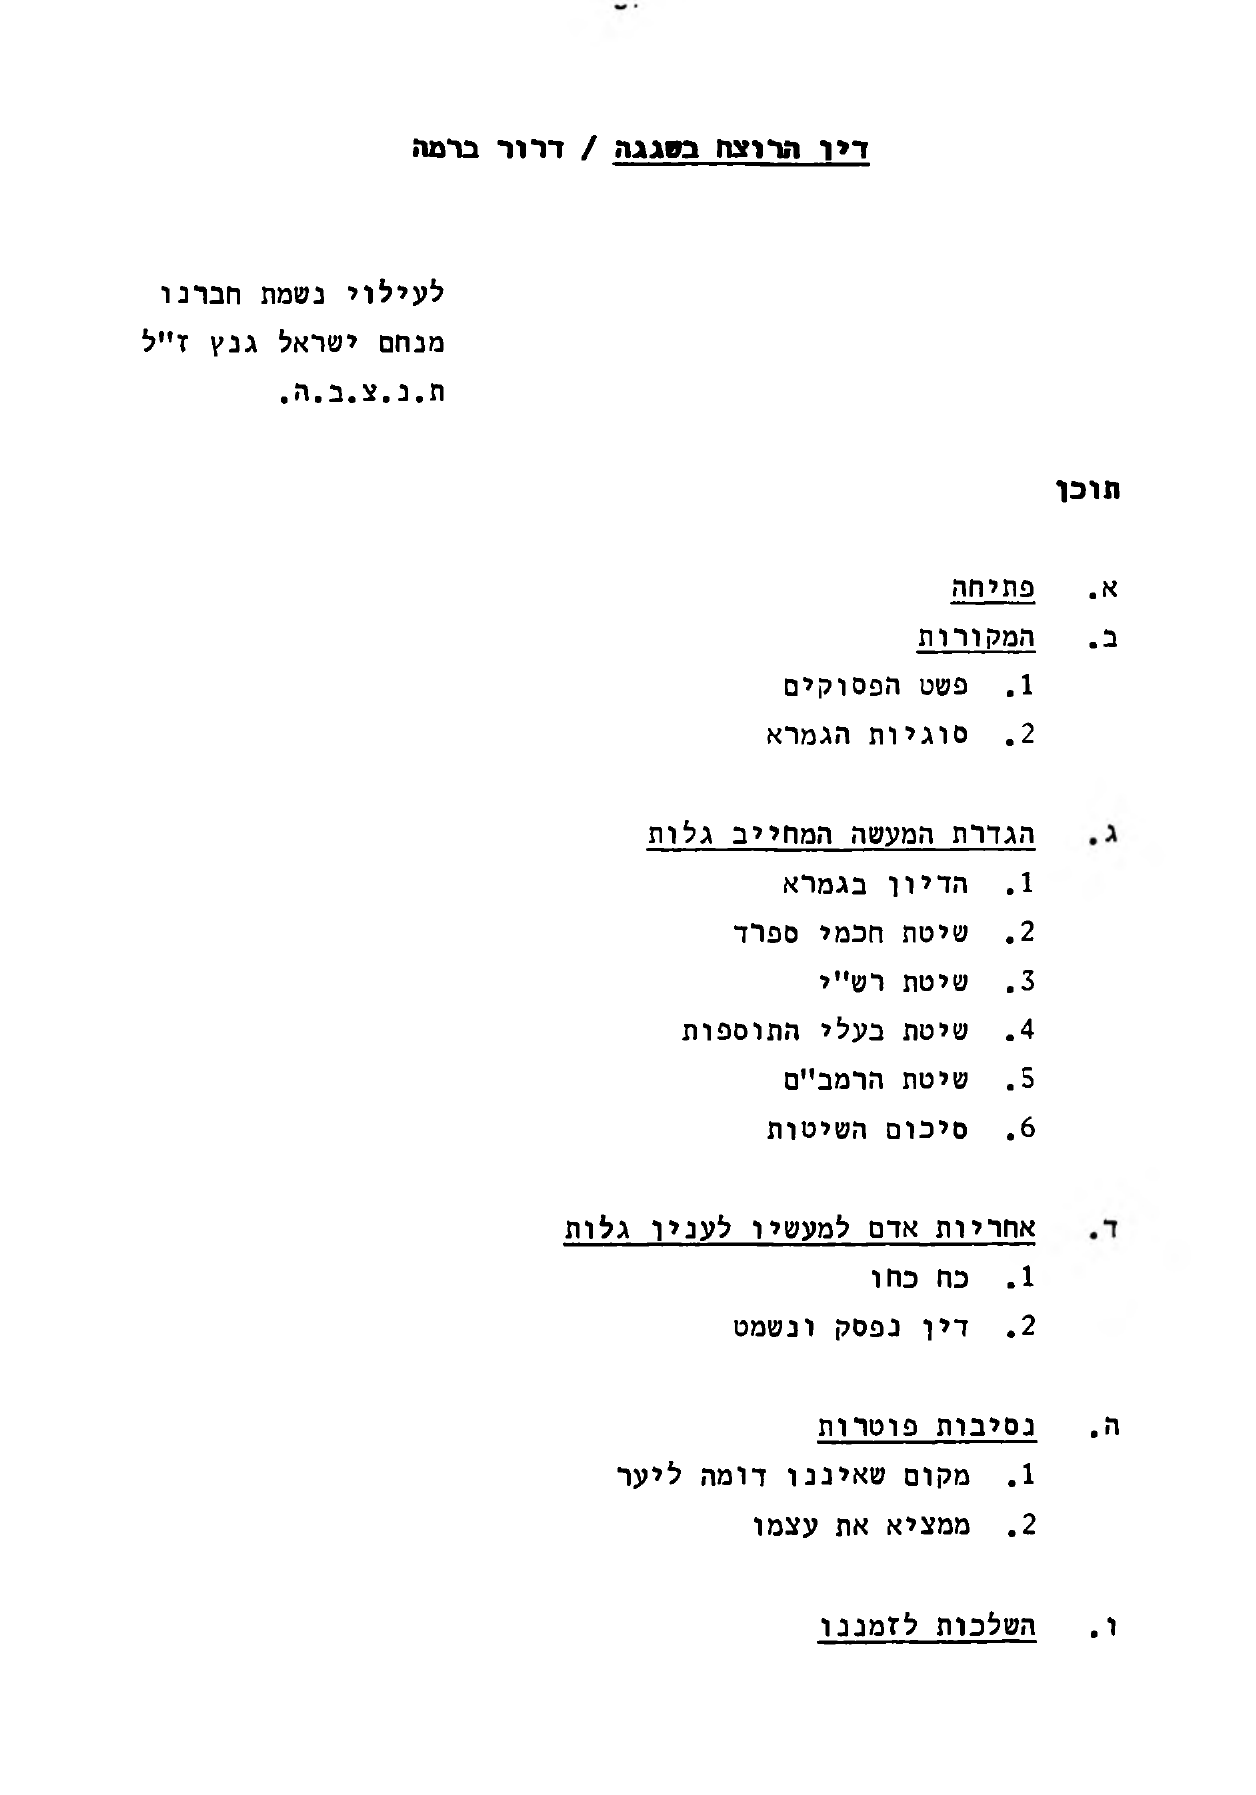 דין הרוצח בשגגה / דרור ברמה
לעילוי נשמת חברנו
מנחם ישראל גנץ ז"ל
ת.נ.צ.ב.ה.
תוכן
א. פתיחה
ב. המקורות
1. פשט הפסוקים
2. סוגיות הגמרא
ג. הגדרת המעשה המחייב גלות
1. הדיון בגמרא
2. שיטת חכמי ספרד
3. שיטת רש"י
4. שיטת בעלי התוספות
5. שיטת הרמב"ם
6. סיכום השיטות
ד. אחריות אדם למעשיו לענין גלות
1. כח כחו
2. דין נפסק ונשמט
ה. נסיבות פוטרות
1. מקום שאיננו דומה ליער
2. ממציא את עצמו
ו. השלכות לזמננו